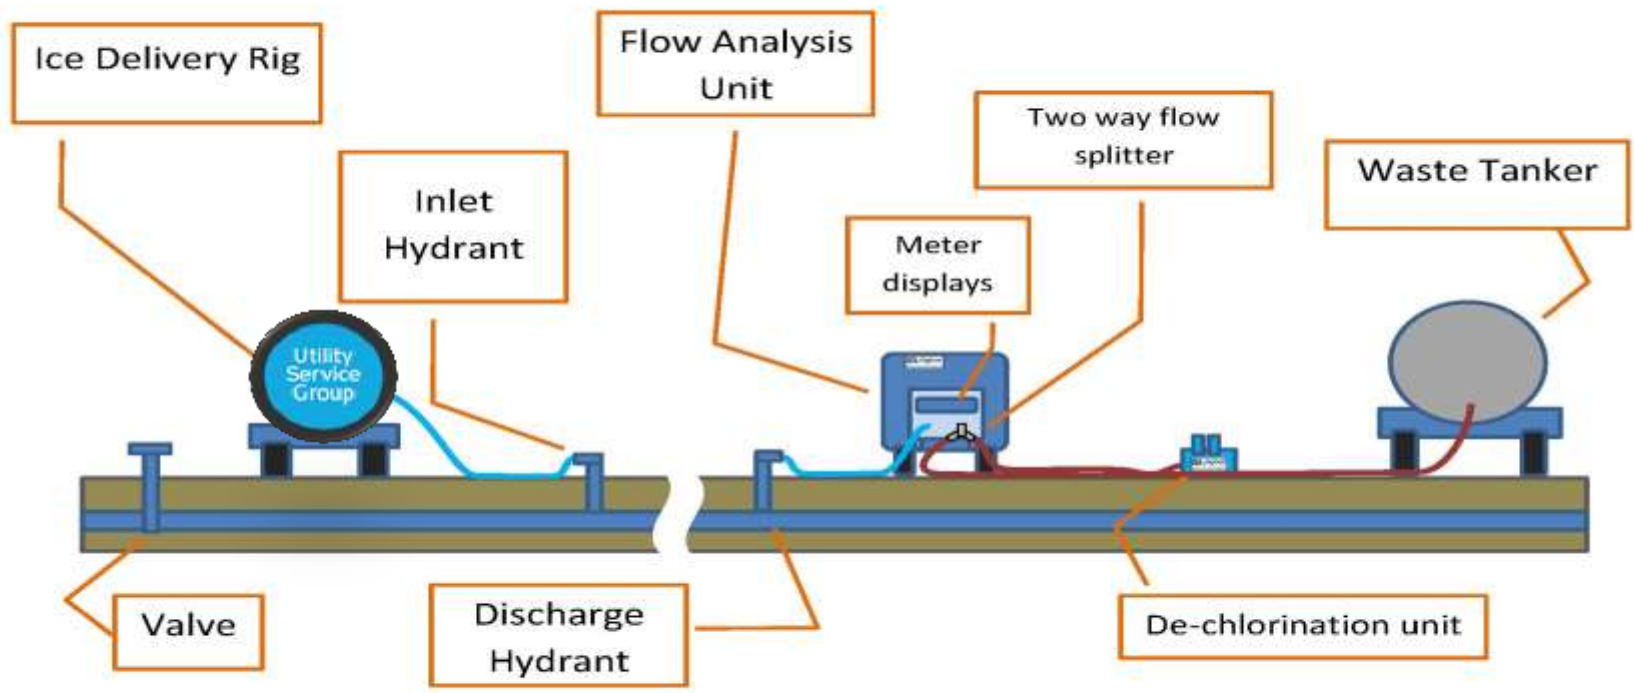 Ice Delivery Rig
Flow Analysis
Unit
Two way flow
splitter
Waste Tanker
Inlet
Hydrant
Meter
displays
Utility
Service
Group
Valve
Discharge
Hydrant
De-chlorination unit